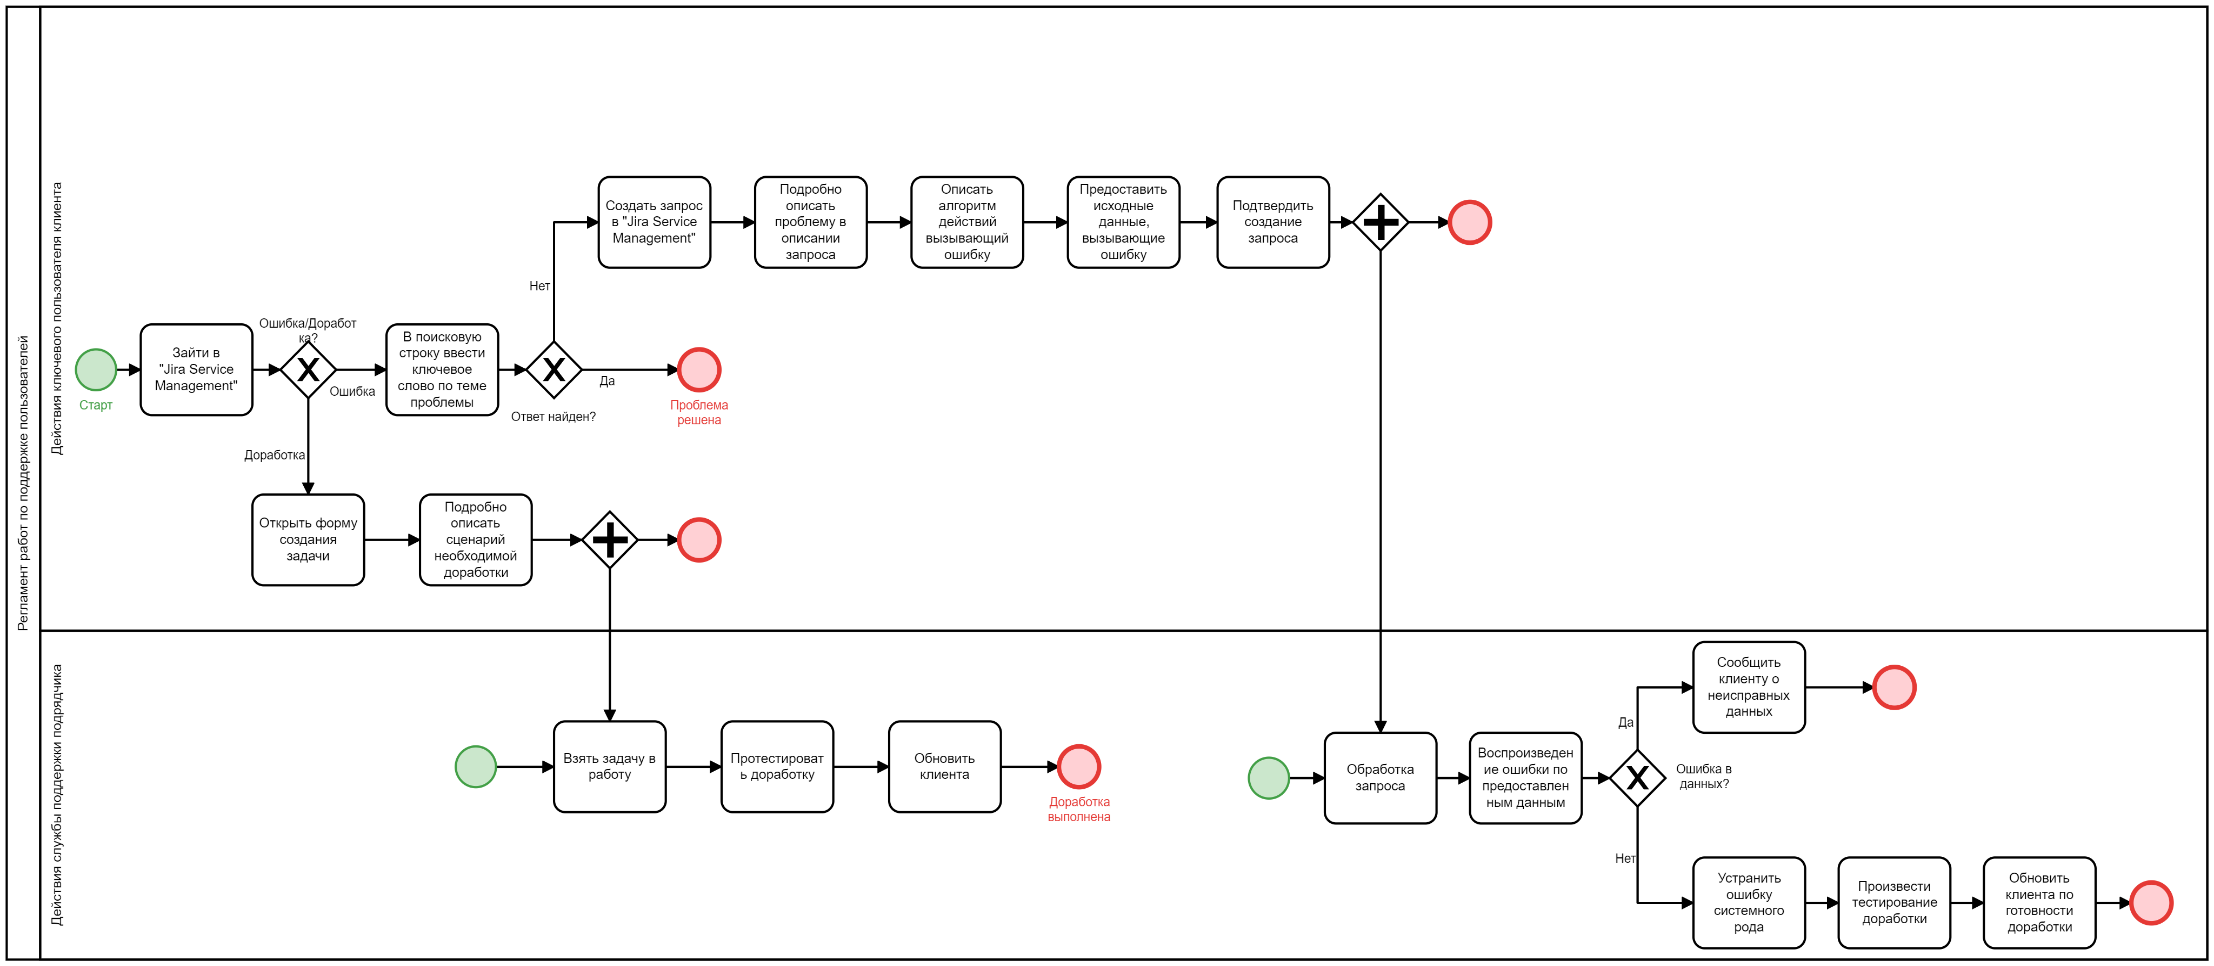 Регламент работ по поддержке пользователей
Действия ключевого пользователя клиента
Создать запрос
в "Jira Service
Management"
Подробно
описать
проблему в
описании
запроса
Описать
алгоритм
действий
вызывающий
ошибку
Предоставить
исходные
данные,
вызывающие
ошибку
Подтвердить
создание
запроса
Нет
Старт
Зайти в
"Jira Service
Management"
Ошибка/Доработ
ка?
Ошибка
В поисковую
строку ввести
ключевое
слово по теме
проблемы
Ответ найден?
Да
Проблема
решена
Доработка
Открыть форму
создания
задачи
Подробно
описать
сценарий
необходимой
доработки
Действия службы поддержки подрядчика
Взять задачу в
работу
Протестироват
ь доработку
Обновить
клиента
Доработка
выполнена
Обработка
запроса
Воспроизведен
ие ошибки по
предоставлен
ным данным
Ошибка в
данных?
Да
Сообщить
клиенту о
неисправных
данных
Нет
Устранить
ошибку
системного
рода
Произвести
тестирование
доработки
Обновить
клиента по
готовности
доработки